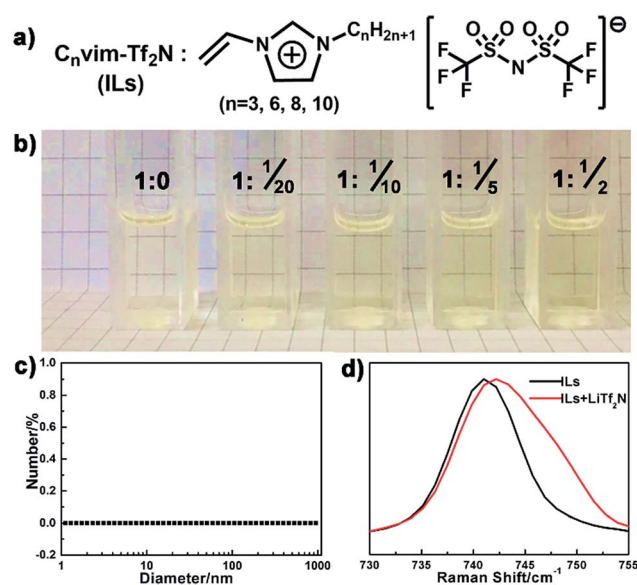 a)
CₙVim-Tf₂N :
(ILs)
N
N
CₙH₂ₙ₊₁
(n=3, 6, 8, 10)
O O O O
S S
N
F F
F F
F F
⊖
b)
1:0
1: 1/20
1: 1/10
1: 1/5
1: 1/2
c)
1.0
0.8
0.6
0.4
0.2
0.0
-0.2
Number/%
1 10 100 1000
Diameter/nm
d)
ILs
ILs+LiTf₂N
730 735 740 745 750 755
Raman Shift/cm⁻¹